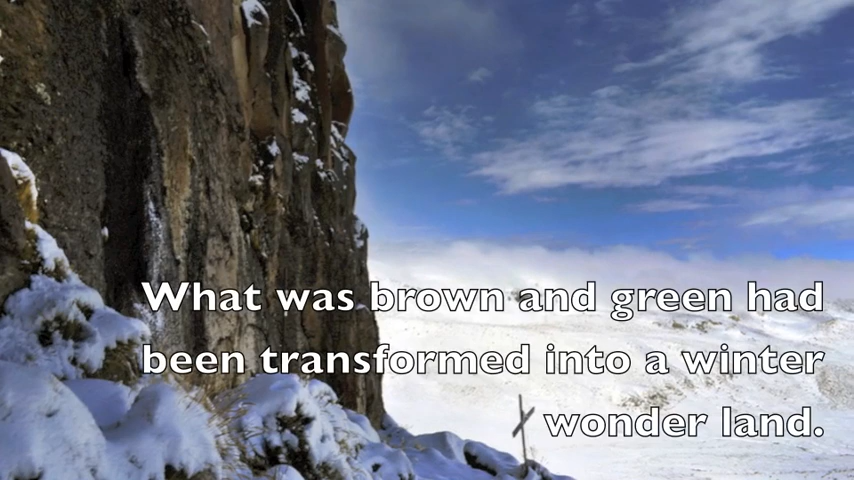 What was brown and green had
been transformed into a winter
wonder land.